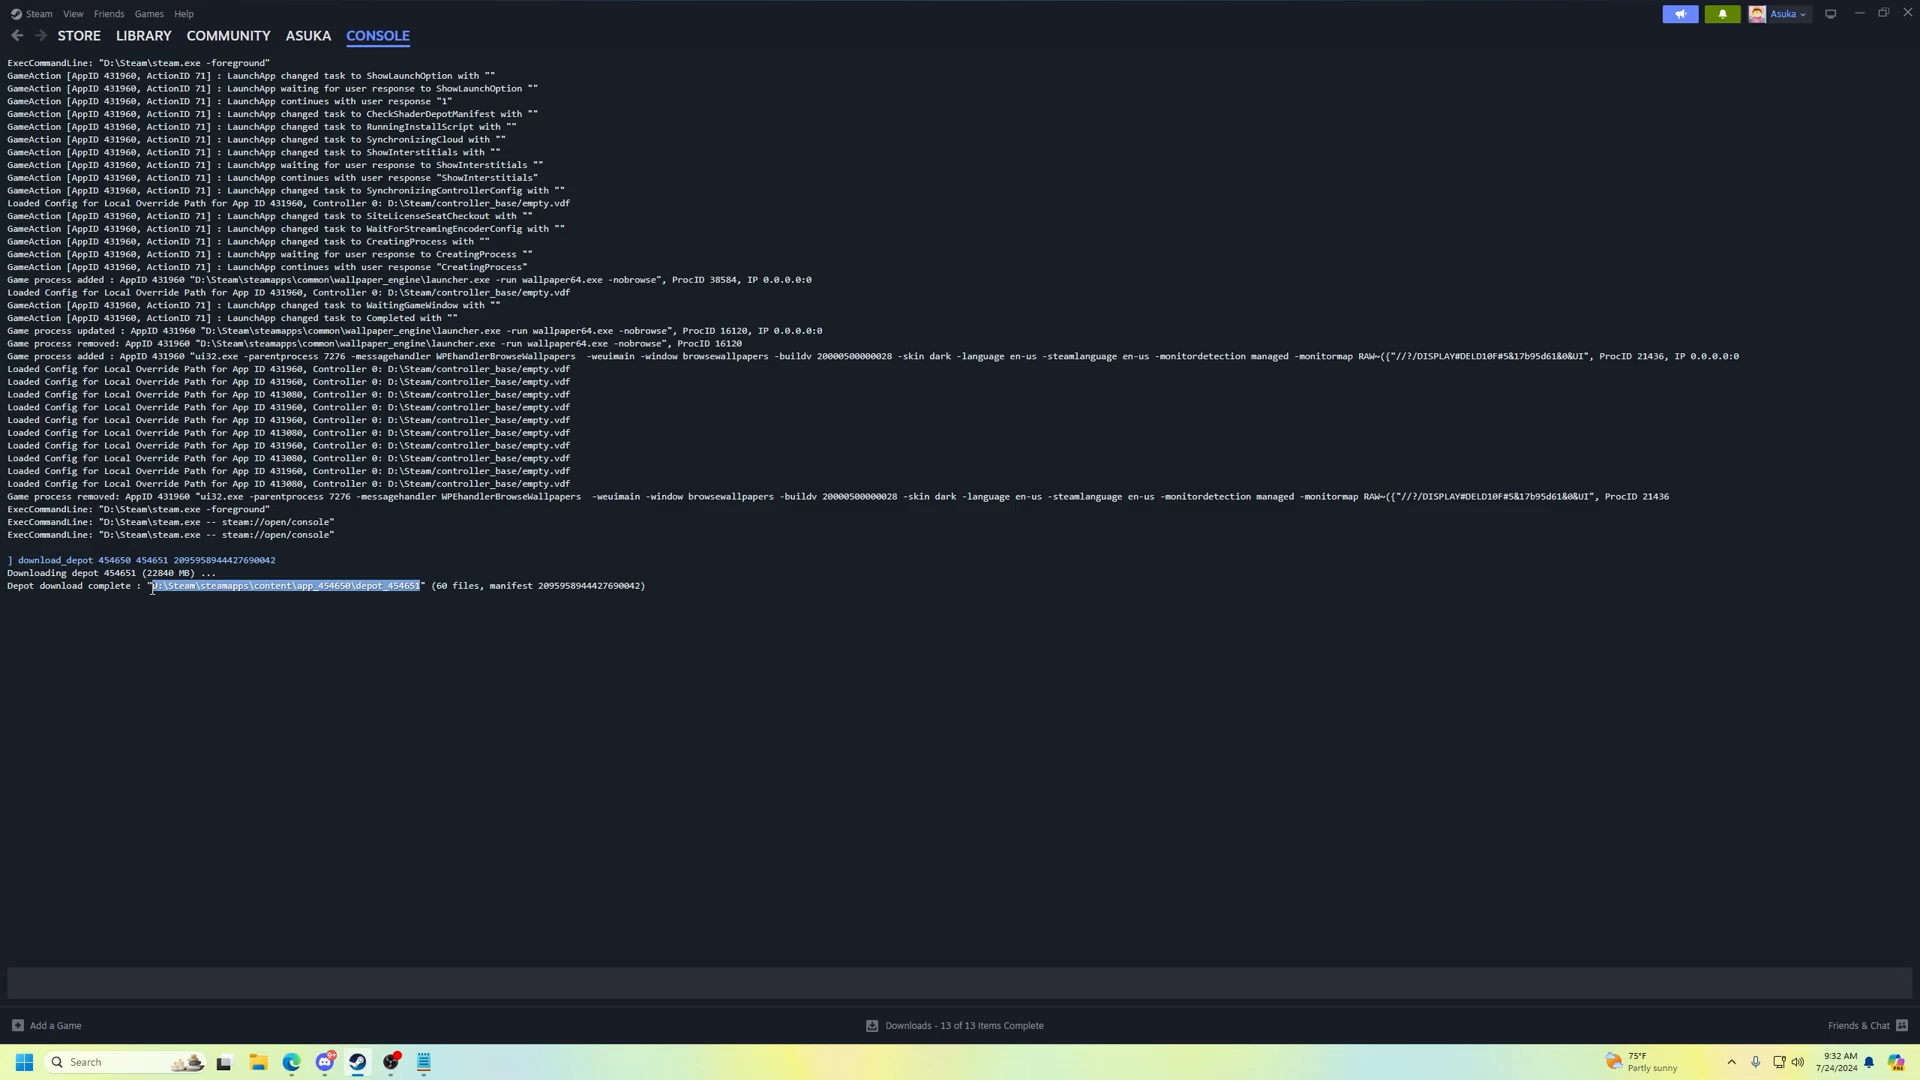 Steam View Friends Games Help
Asuka
STORE LIBRARY COMMUNITY ASUKA CONSOLE
ExecCommandLine: "D:\Steam\steam.exe -foreground"
GameAction [AppID 431960, ActionID 71] : LaunchApp changed task to ShowLaunchOption with ""
GameAction [AppID 431960, ActionID 71] : LaunchApp waiting for user response to ShowLaunchOption ""
GameAction [AppID 431960, ActionID 71] : LaunchApp continues with user response "1"
GameAction [AppID 431960, ActionID 71] : LaunchApp changed task to CheckShaderDepotManifest with ""
GameAction [AppID 431960, ActionID 71] : LaunchApp changed task to RunningInstallScript with ""
GameAction [AppID 431960, ActionID 71] : LaunchApp changed task to SynchronizingCloud with ""
GameAction [AppID 431960, ActionID 71] : LaunchApp changed task to ShowInterstitials with ""
GameAction [AppID 431960, ActionID 71] : LaunchApp waiting for user response to ShowInterstitials ""
GameAction [AppID 431960, ActionID 71] : LaunchApp continues with user response "ShowInterstitials"
GameAction [AppID 431960, ActionID 71] : LaunchApp changed task to SynchronizingControllerConfig with ""
Loaded Config for Local Override Path for App ID 431960, Controller 0: D:\Steam/controller_base/empty.vdf
GameAction [AppID 431960, ActionID 71] : LaunchApp changed task to SiteLicenseSeatCheckout with ""
GameAction [AppID 431960, ActionID 71] : LaunchApp changed task to WaitForStreamingEncoderConfig with ""
GameAction [AppID 431960, ActionID 71] : LaunchApp changed task to CreatingProcess with ""
GameAction [AppID 431960, ActionID 71] : LaunchApp waiting for user response to CreatingProcess ""
GameAction [AppID 431960, ActionID 71] : LaunchApp continues with user response "CreatingProcess"
Game process added : AppID 431960 "D:\Steam\steamapps\common\wallpaper_engine\launcher.exe -run wallpaper64.exe -nobrowse", ProcID 38584, IP 0.0.0.0:0
Loaded Config for Local Override Path for App ID 431960, Controller 0: D:\Steam/controller_base/empty.vdf
GameAction [AppID 431960, ActionID 71] : LaunchApp changed task to WaitingGameWindow with ""
GameAction [AppID 431960, ActionID 71] : LaunchApp changed task to Completed with ""
Game process updated : AppID 431960 "D:\Steam\steamapps\common\wallpaper_engine\launcher.exe -run wallpaper64.exe -nobrowse", ProcID 16120, IP 0.0.0.0:0
Game process removed: AppID 431960 "D:\Steam\steamapps\common\wallpaper_engine\launcher.exe -run wallpaper64.exe -nobrowse", ProcID 16120
Game process added : AppID 431960 "ui32.exe -parentprocess 7276 -messagehandler WPEhandlerBrowseWallpapers  -weuimain -window browsewallpapers -buildv 20000500000028 -skin dark -language en-us -steamlanguage en-us -monitordetection managed -monitormap RAW~({"//?/DISPLAY#DELD10F#5&17b95d61&0&UI", ProcID 21436, IP 0.0.0.0:0
Loaded Config for Local Override Path for App ID 431960, Controller 0: D:\Steam/controller_base/empty.vdf
Loaded Config for Local Override Path for App ID 431960, Controller 0: D:\Steam/controller_base/empty.vdf
Loaded Config for Local Override Path for App ID 413080, Controller 0: D:\Steam/controller_base/empty.vdf
Loaded Config for Local Override Path for App ID 431960, Controller 0: D:\Steam/controller_base/empty.vdf
Loaded Config for Local Override Path for App ID 431960, Controller 0: D:\Steam/controller_base/empty.vdf
Loaded Config for Local Override Path for App ID 413080, Controller 0: D:\Steam/controller_base/empty.vdf
Loaded Config for Local Override Path for App ID 431960, Controller 0: D:\Steam/controller_base/empty.vdf
Loaded Config for Local Override Path for App ID 413080, Controller 0: D:\Steam/controller_base/empty.vdf
Loaded Config for Local Override Path for App ID 431960, Controller 0: D:\Steam/controller_base/empty.vdf
Loaded Config for Local Override Path for App ID 413080, Controller 0: D:\Steam/controller_base/empty.vdf
Game process removed: AppID 431960 "ui32.exe -parentprocess 7276 -messagehandler WPEhandlerBrowseWallpapers  -weuimain -window browsewallpapers -buildv 20000500000028 -skin dark -language en-us -steamlanguage en-us -monitordetection managed -monitormap RAW~({"//?/DISPLAY#DELD10F#5&17b95d61&0&UI", ProcID 21436
ExecCommandLine: "D:\Steam\steam.exe -foreground"
ExecCommandLine: "D:\Steam\steam.exe -- steam://open/console"
ExecCommandLine: "D:\Steam\steam.exe -- steam://open/console"
] download_depot 454650 454651 2095958944427690042
Downloading depot 454651 (22840 MB) ...
Depot download complete : "D:\Steam\steamapps\content\app_454650\depot_454651" (60 files, manifest 2095958944427690042)
Add a Game
Downloads - 13 of 13 Items Complete
Friends & Chat
Search
75°F
Partly sunny
9:32 AM
7/24/2024